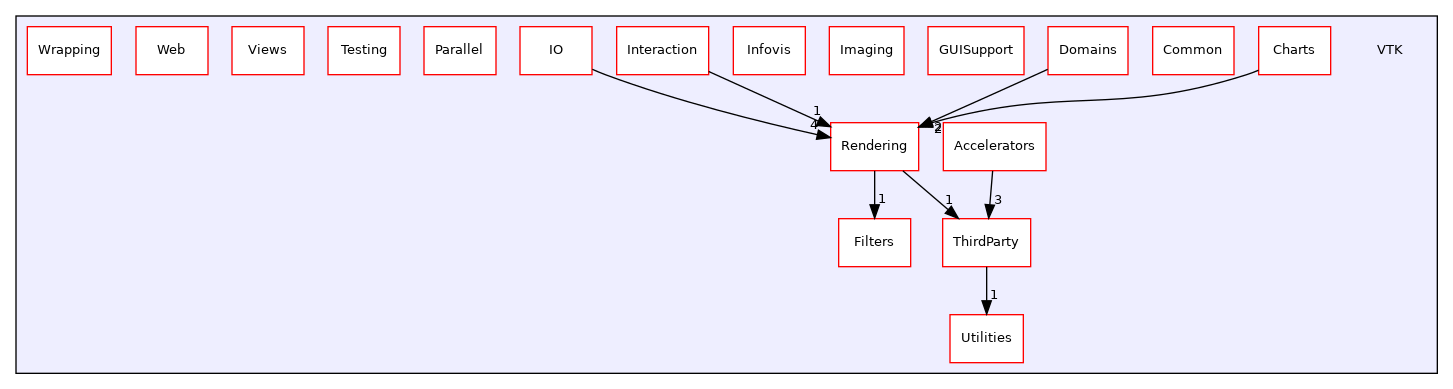 Wrapping
Web
Views
Testing
Parallel
IO
Interaction
Infovis
Imaging
GUISupport
Domains
Common
Charts
VTK
1
4
2
Rendering
Accelerators
1
1
3
Filters
ThirdParty
1
Utilities